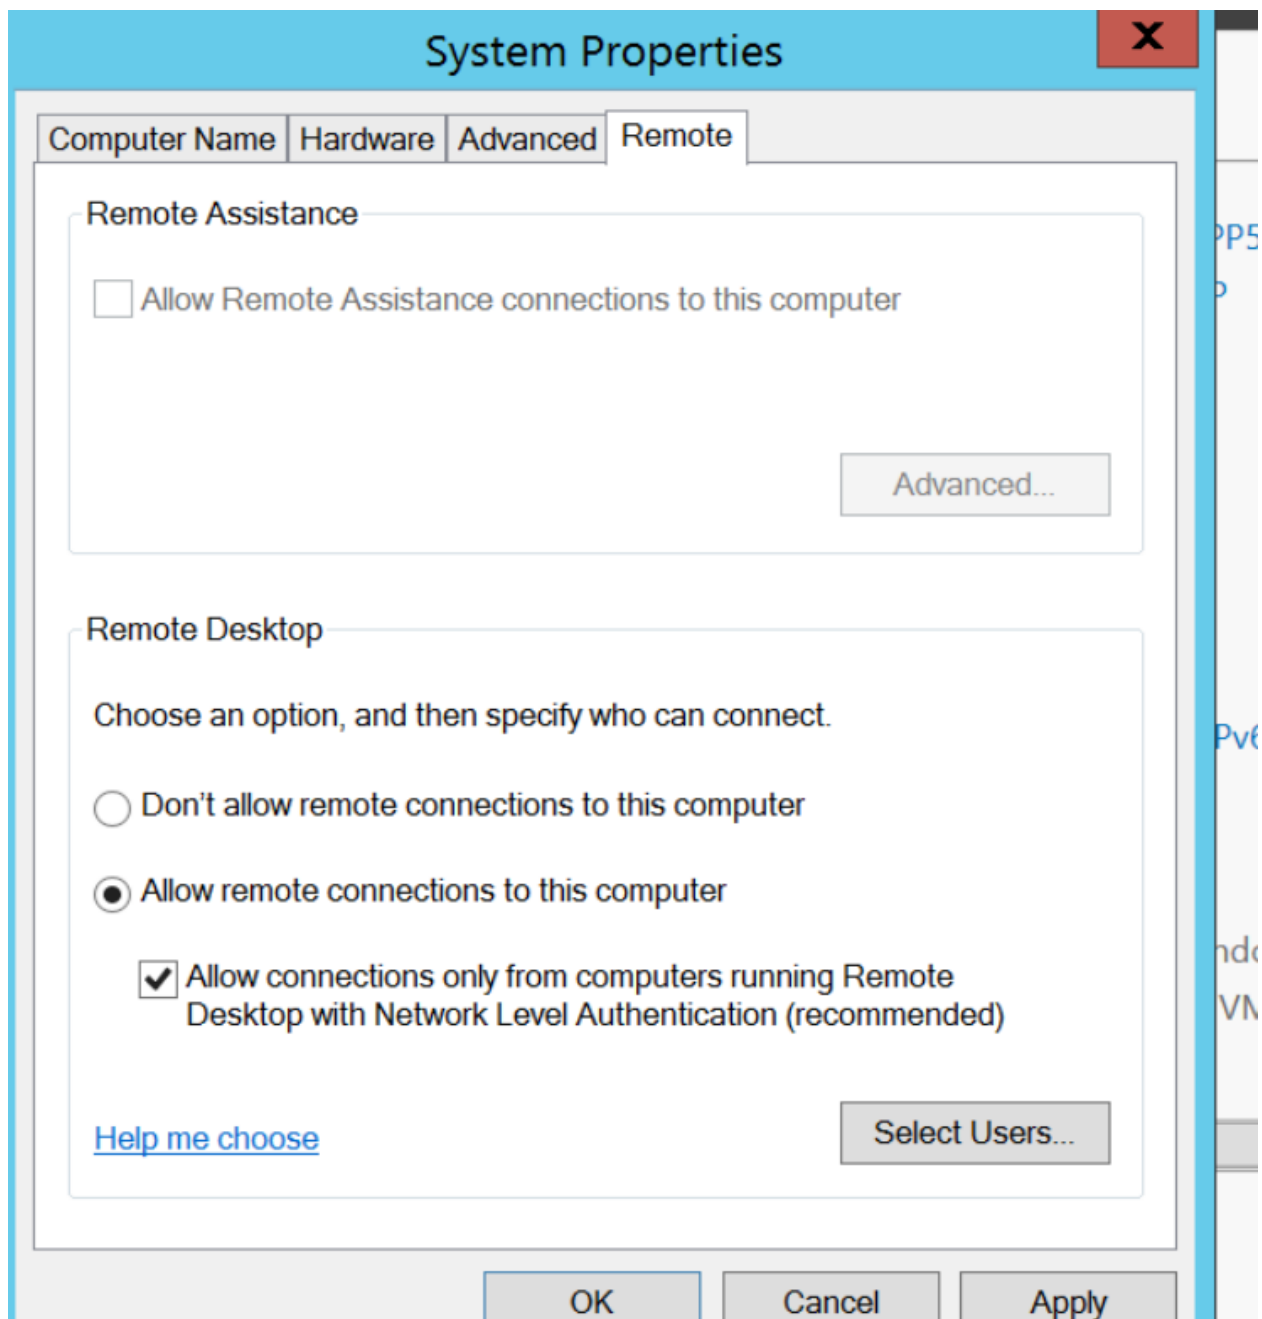 System Properties
X
Computer Name
Hardware
Advanced
Remote
Remote Assistance
Allow Remote Assistance connections to this computer
Advanced...
Remote Desktop
Choose an option, and then specify who can connect.
Don't allow remote connections to this computer
Allow remote connections to this computer
Allow connections only from computers running Remote
Desktop with Network Level Authentication (recommended)
Help me choose
Select Users...
OK
Cancel
Apply